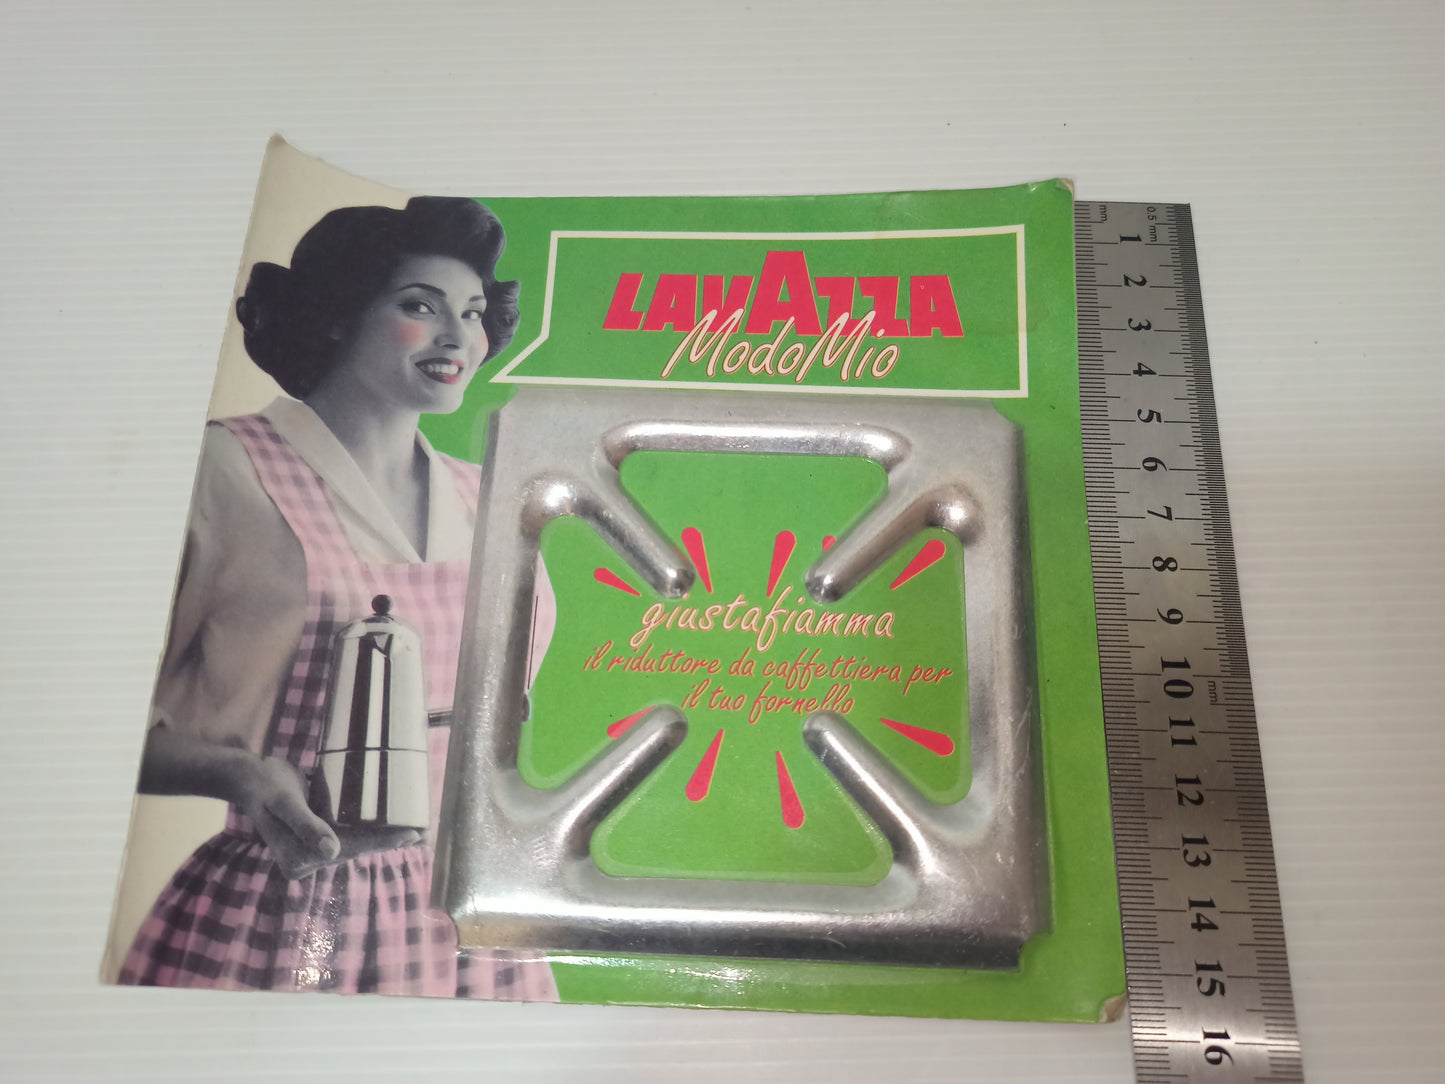 LAVAZZA
ModoMio
giustafiamma
il riduttore da caffettiera per
il tuo fornello
mm
0.5 mm
1
2
3
4
5
6
7
8
9
10
mm
11
12
13
14
15
16